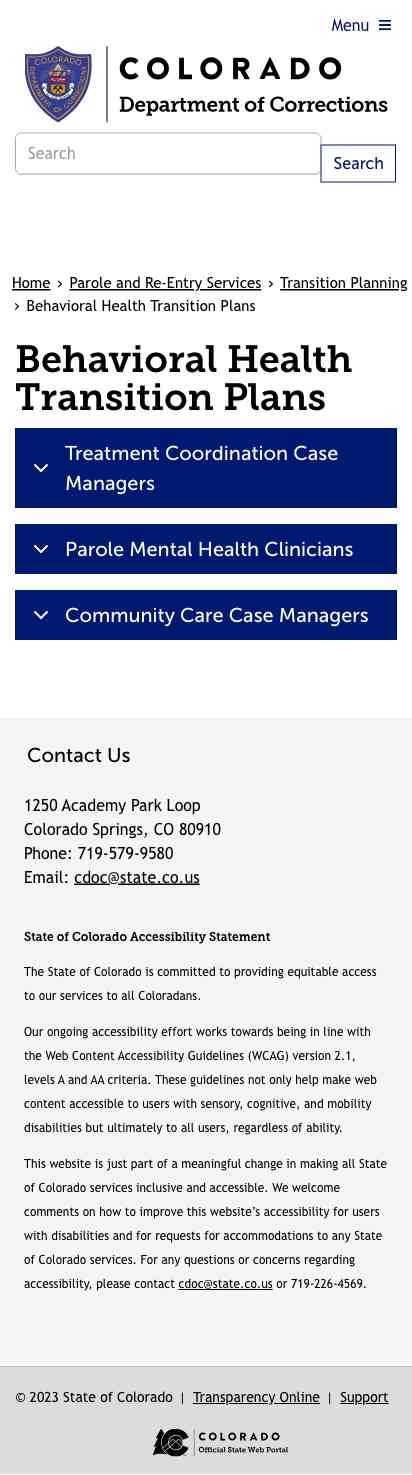 Menu
COLORADO
DEPARTMENT OF
CORRECTIONS
COLORADO
Department of Corrections
Search
Search
Home › Parole and Re-Entry Services › Transition Planning
› Behavioral Health Transition Plans
Behavioral Health
Transition Plans
Treatment Coordination Case
Managers
Parole Mental Health Clinicians
Community Care Case Managers
Contact Us
1250 Academy Park Loop
Colorado Springs, CO 80910
Phone: 719-579-9580
Email: cdoc@state.co.us
State of Colorado Accessibility Statement
The State of Colorado is committed to providing equitable access
to our services to all Coloradans.
Our ongoing accessibility effort works towards being in line with
the Web Content Accessibility Guidelines (WCAG) version 2.1,
levels A and AA criteria. These guidelines not only help make web
content accessible to users with sensory, cognitive, and mobility
disabilities but ultimately to all users, regardless of ability.
This website is just part of a meaningful change in making all State
of Colorado services inclusive and accessible. We welcome
comments on how to improve this website's accessibility for users
with disabilities and for requests for accommodations to any State
of Colorado services. For any questions or concerns regarding
accessibility, please contact cdoc@state.co.us or 719-226-4569.
© 2023 State of Colorado | Transparency Online | Support
COLORADO
Official State Web Portal